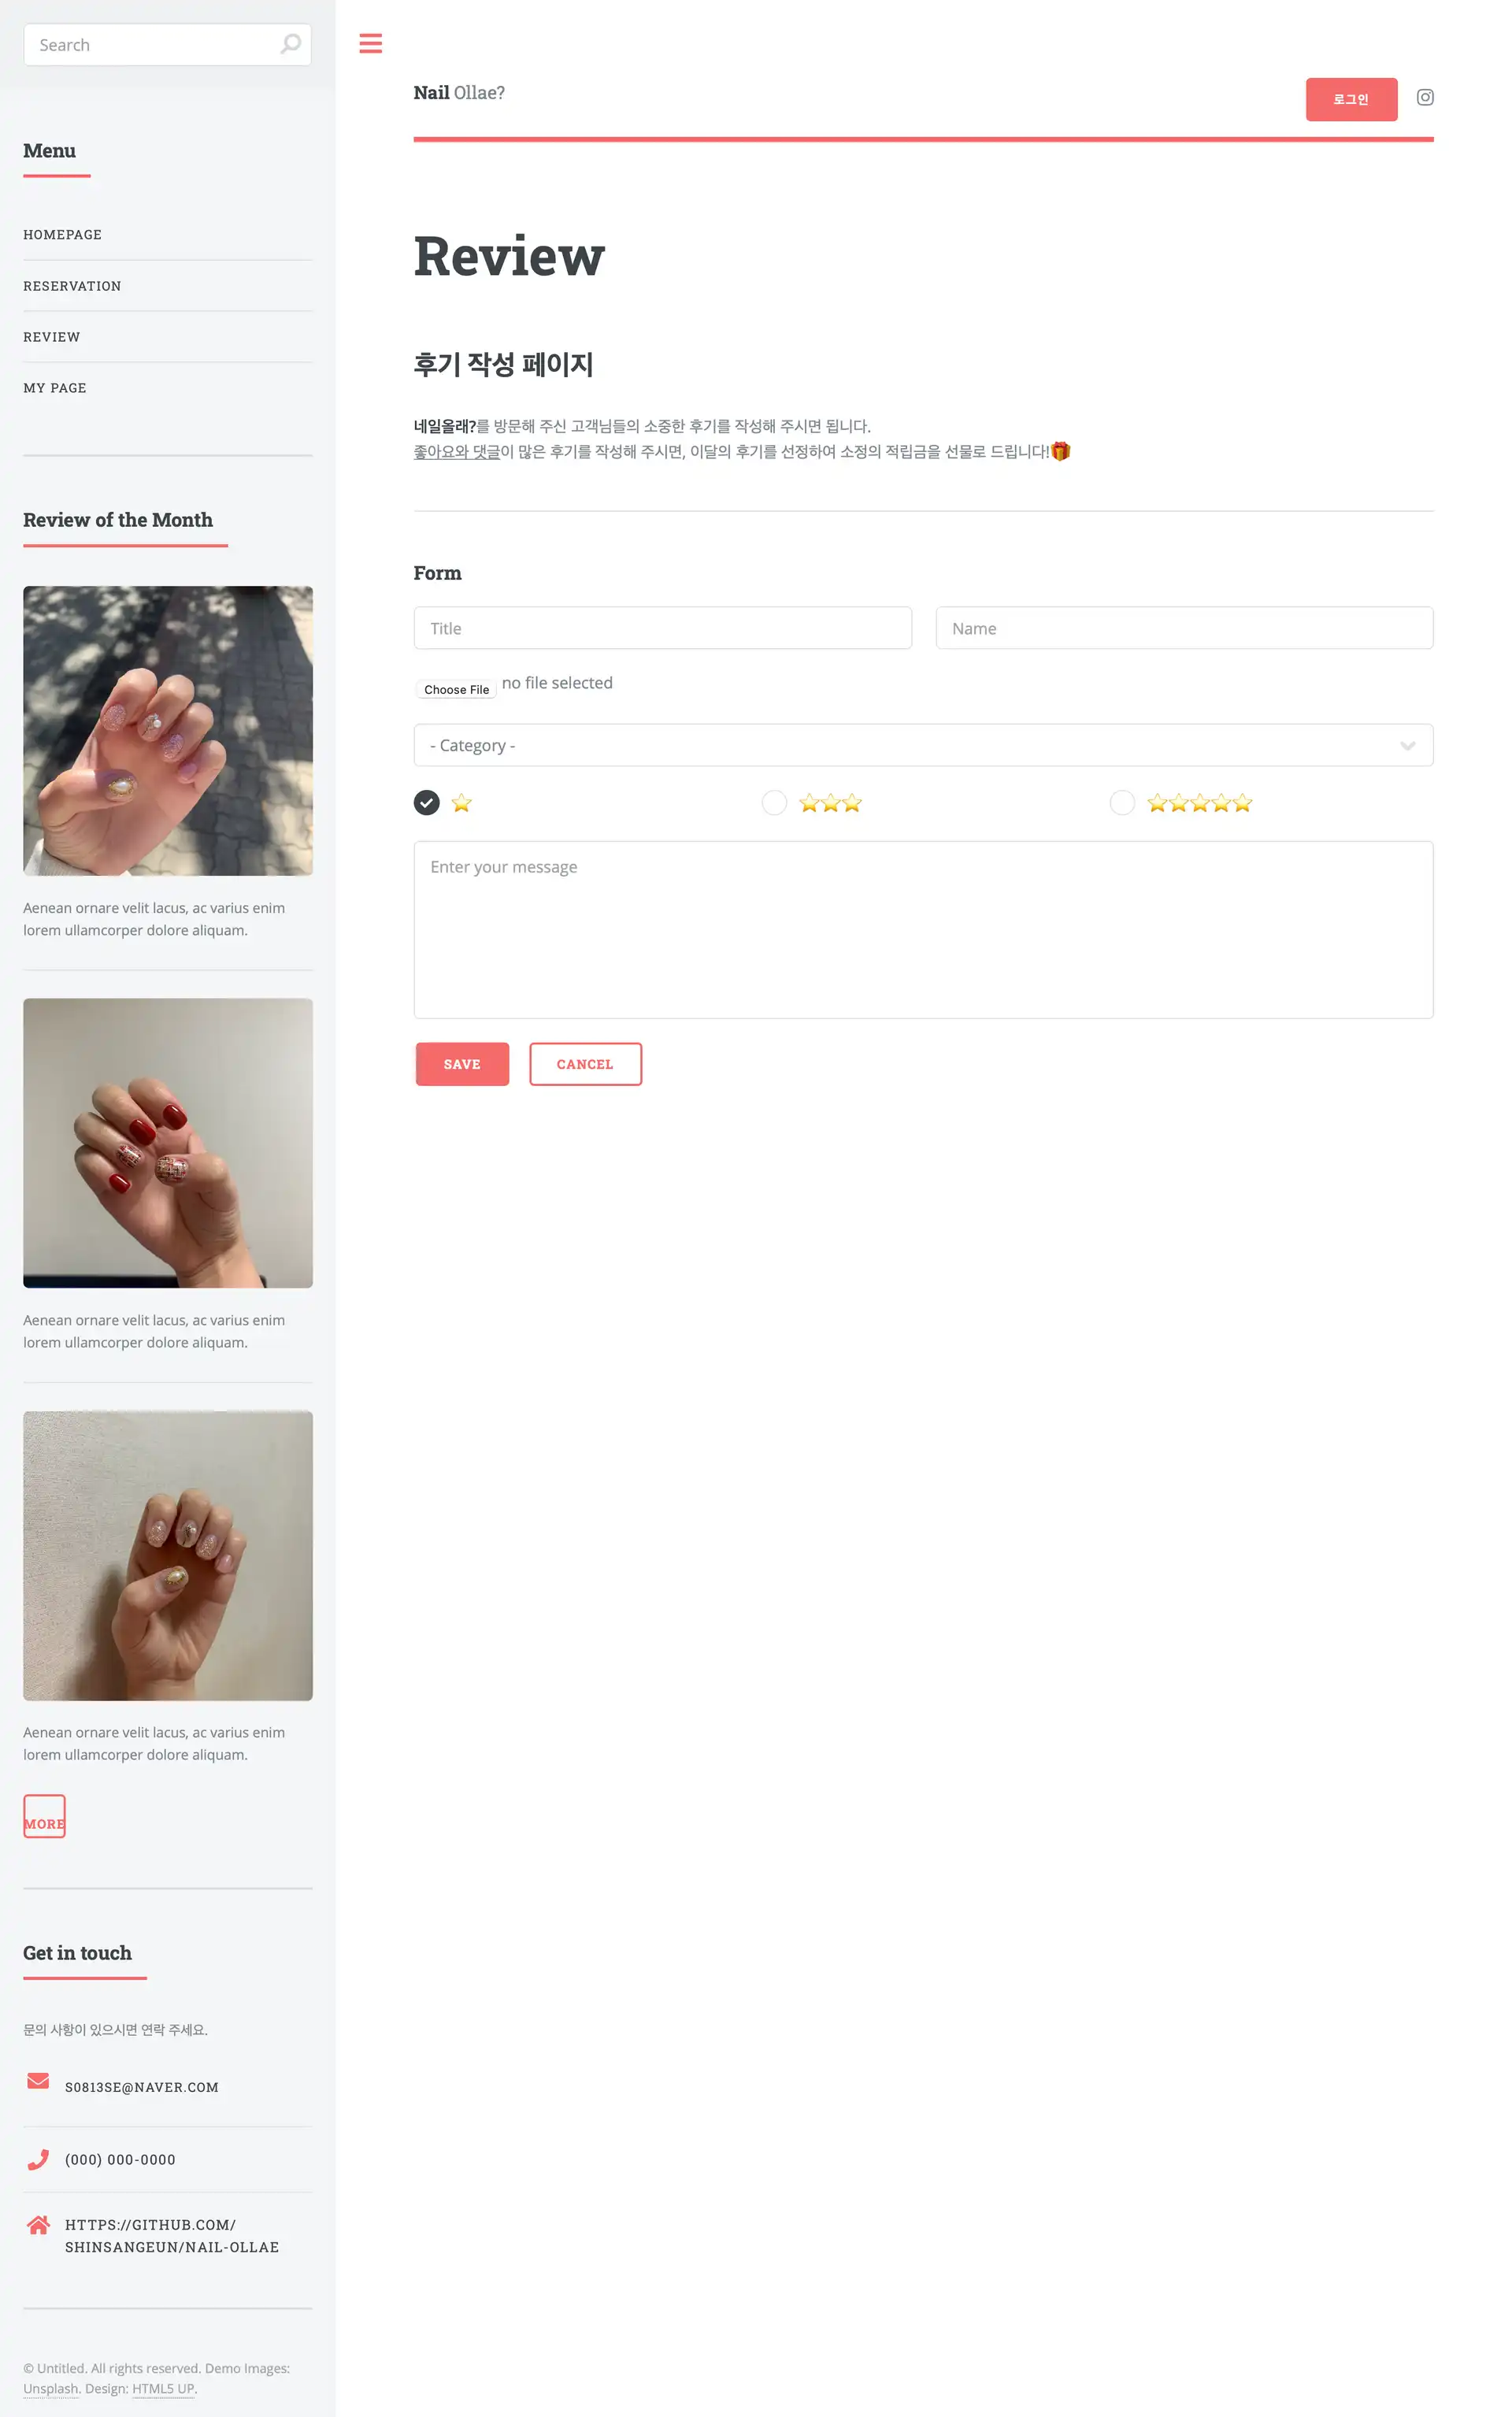 Search
Menu
HOMEPAGE
RESERVATION
REVIEW
MY PAGE
Review of the Month
Aenean ornare velit lacus, ac varius enim
lorem ullamcorper dolore aliquam.
Aenean ornare velit lacus, ac varius enim
lorem ullamcorper dolore aliquam.
Aenean ornare velit lacus, ac varius enim
lorem ullamcorper dolore aliquam.
MORE
Get in touch
문의 사항이 있으시면 연락 주세요.
S0813SE@NAVER.COM
(000) 000-0000
HTTPS://GITHUB.COM/
SHINSANGEUN/NAIL-OLLAE
© Untitled. All rights reserved. Demo Images:
Unsplash. Design: HTML5 UP.
Nail Ollae?
로그인
Review
후기 작성 페이지
네일올래?를 방문해 주신 고객님들의 소중한 후기를 작성해 주시면 됩니다.
좋아요와 댓글이 많은 후기를 작성해 주시면, 이달의 후기를 선정하여 소정의 적립금을 선물로 드립니다!🎁
Form
Title
Name
Choose File no file selected
- Category -
⭐
⭐⭐⭐
⭐⭐⭐⭐⭐
Enter your message
SAVE
CANCEL